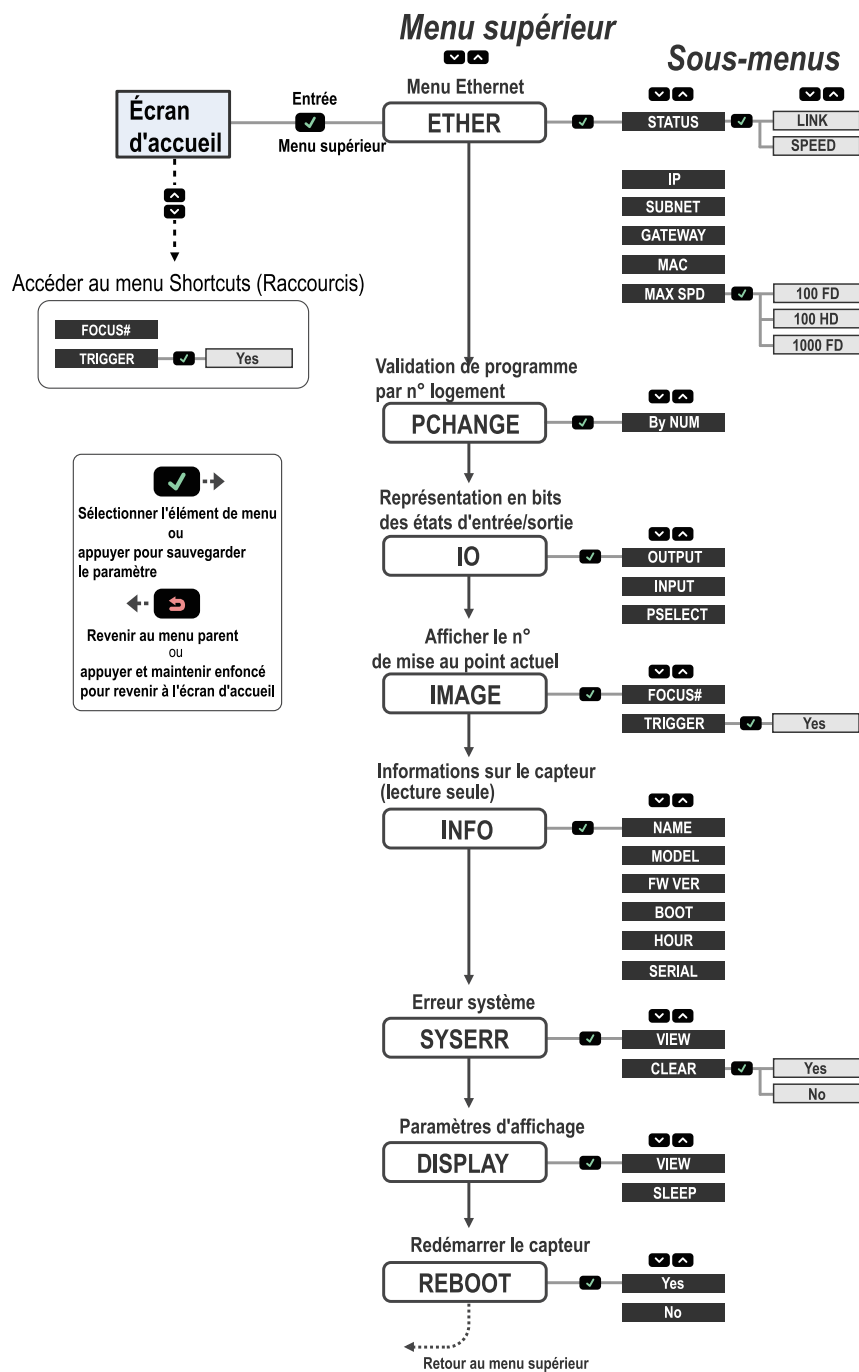 Menu supérieur
Sous-menus
Menu Ethernet
Écran
d'accueil
Entrée
Menu supérieur
ETHER
STATUS
LINK
SPEED
IP
SUBNET
GATEWAY
MAC
MAX SPD
100 FD
100 HD
1000 FD
Accéder au menu Shortcuts (Raccourcis)
FOCUS#
TRIGGER
Yes
Validation de programme
par n° logement
PCHANGE
By NUM
Sélectionner l'élément de menu
ou
appuyer pour sauvegarder
le paramètre
Revenir au menu parent
ou
appuyer et maintenir enfoncé
pour revenir à l'écran d'accueil
Représentation en bits
des états d'entrée/sortie
IO
OUTPUT
INPUT
PSELECT
Afficher le n°
de mise au point actuel
IMAGE
FOCUS#
TRIGGER
Yes
Informations sur le capteur
(lecture seule)
INFO
NAME
MODEL
FW VER
BOOT
HOUR
SERIAL
Erreur système
SYSERR
VIEW
CLEAR
Yes
No
Paramètres d'affichage
DISPLAY
VIEW
SLEEP
Redémarrer le capteur
REBOOT
Yes
No
Retour au menu supérieur